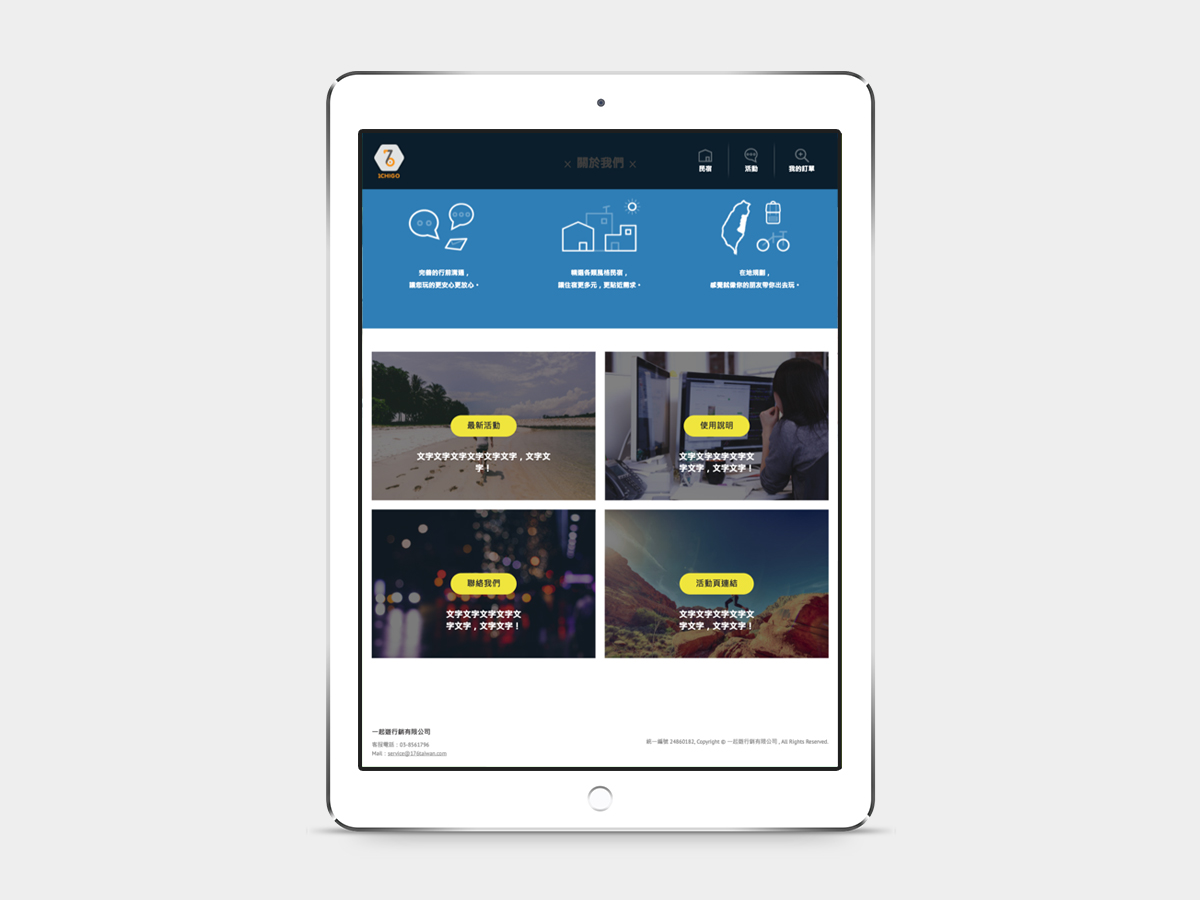 76
ICHIGO
× 關於我們 ×
民宿
活動
我的訂單
完善的行前溝通，
讓您玩的更安心更放心。
精選各類風格民宿，
讓住宿更多元，更貼近需求。
在地規劃，
感覺就像你的朋友帶你出去玩。
最新活動
文字文字文字文字文字文字，文字文
字！
使用說明
文字文字文字文字文
字文字，文字文字！
聯絡我們
文字文字文字文字文
字文字，文字文字！
活動頁連結
文字文字文字文字文
字文字，文字文字！
一起遊行銷有限公司
客服電話：03-8561796
Mail：service@176taiwan.com
統一編號 24860182, Copyright © 一起遊行銷有限公司 , All Rights Reserved.